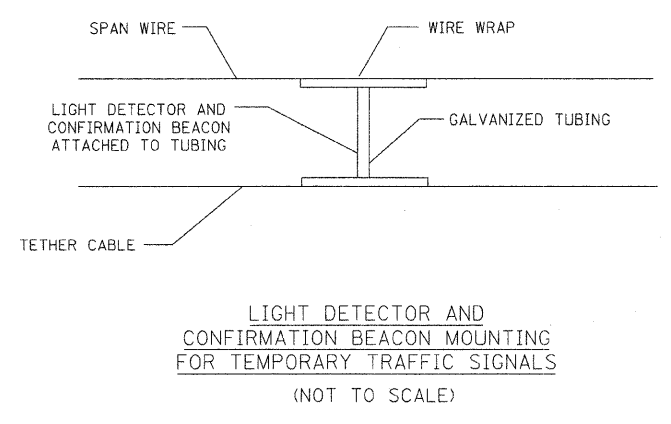 SPAN WIRE
WIRE WRAP
LIGHT DETECTOR AND
CONFIRMATION BEACON
ATTACHED TO TUBING
GALVANIZED TUBING
TETHER CABLE
LIGHT DETECTOR AND
CONFIRMATION BEACON MOUNTING
FOR TEMPORARY TRAFFIC SIGNALS
(NOT TO SCALE)